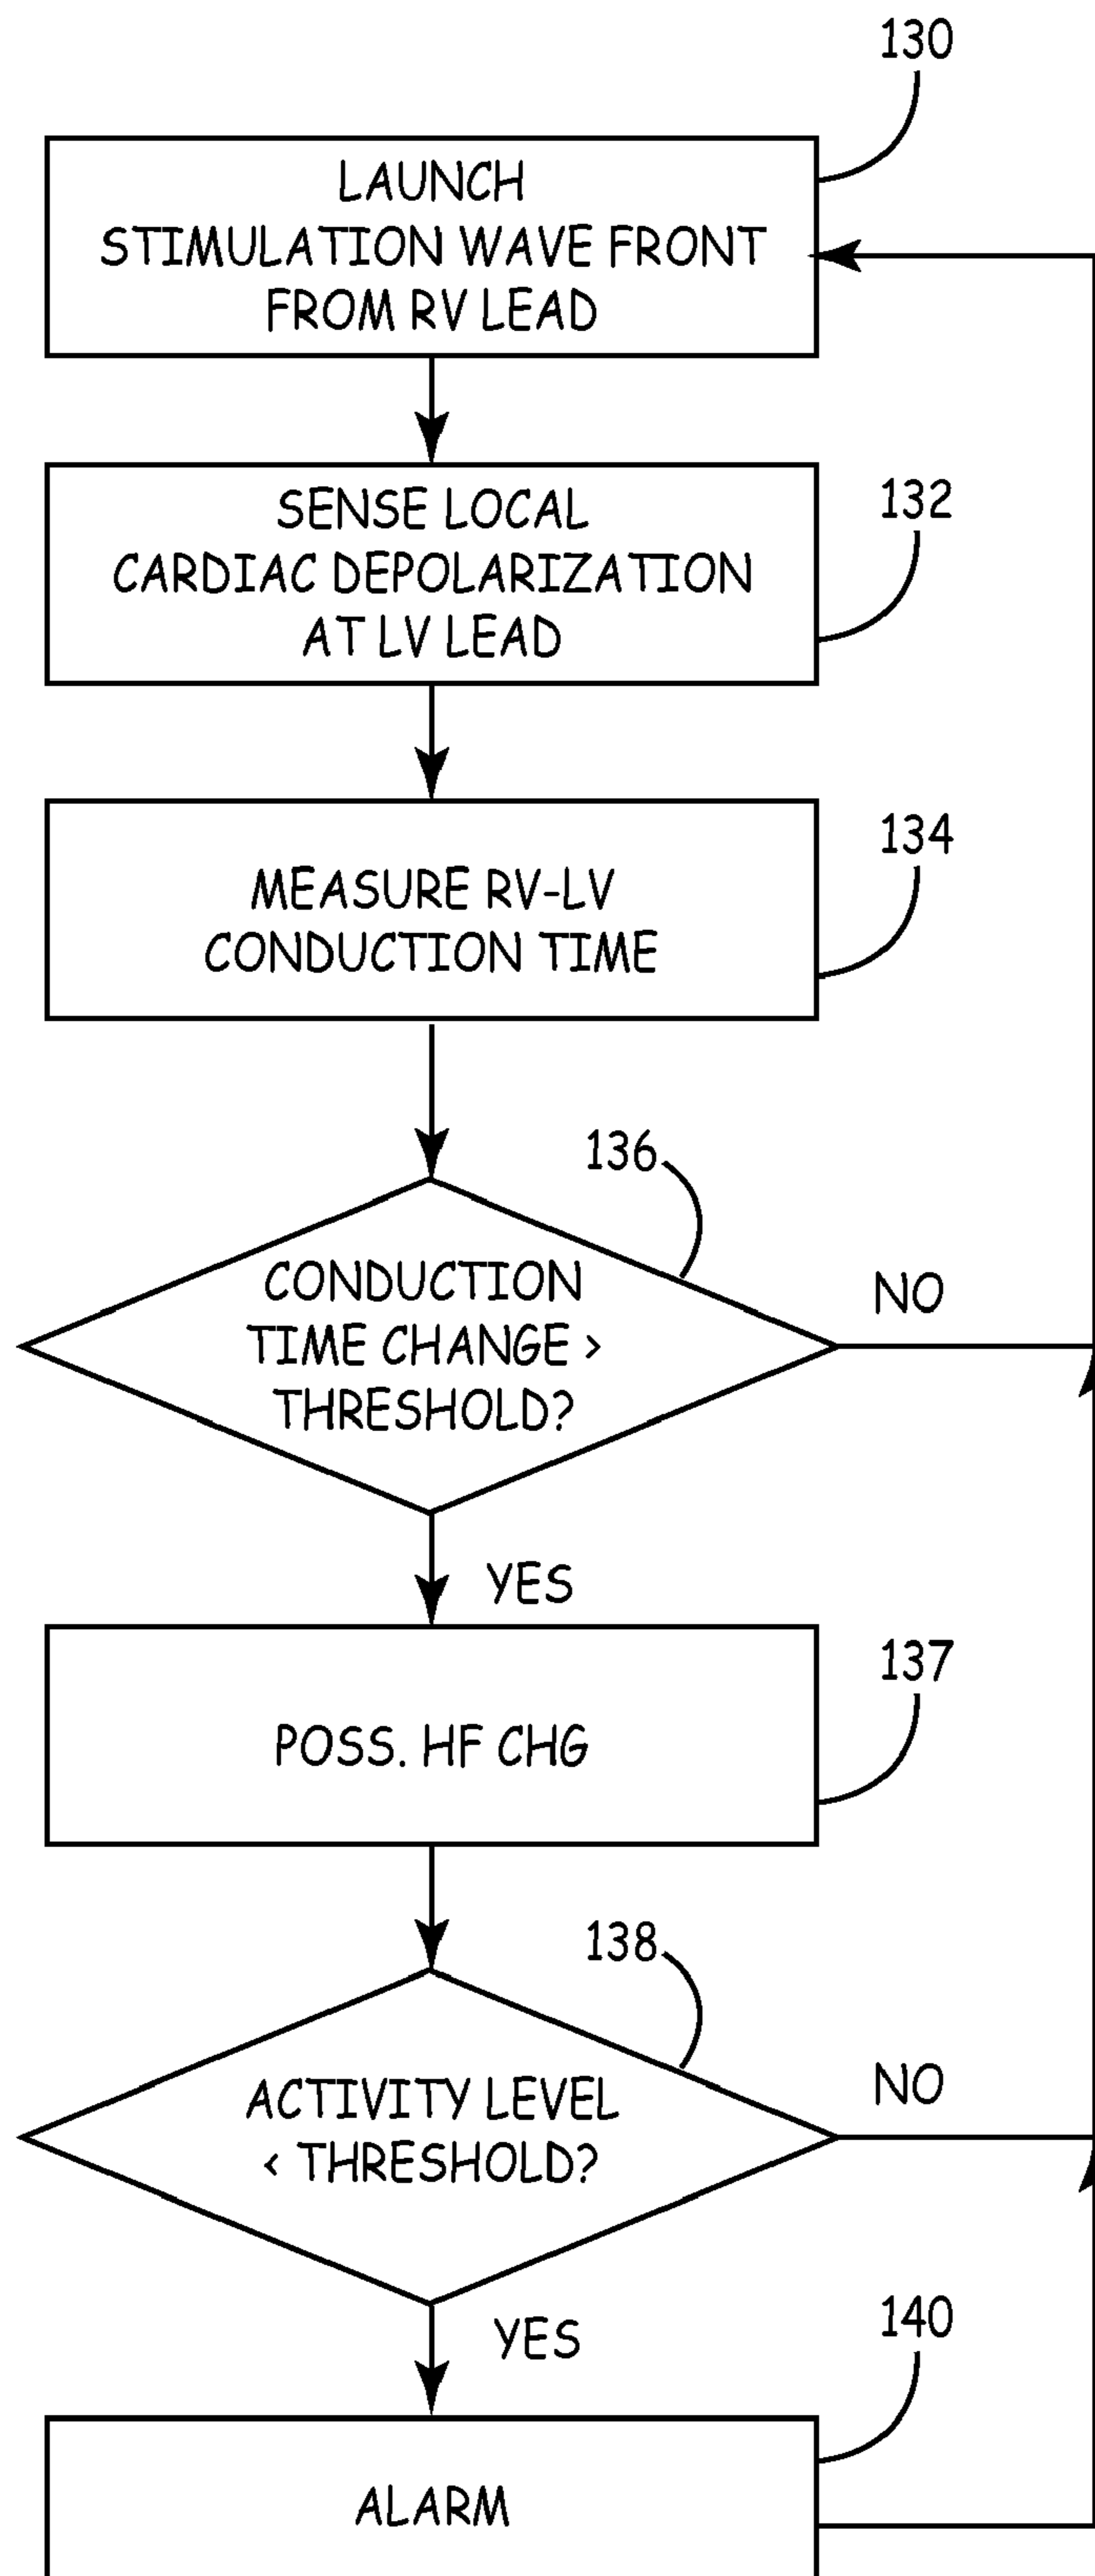 130
LAUNCH
STIMULATION WAVE FRONT
FROM RV LEAD
SENSE LOCAL
CARDIAC DEPOLARIZATION
AT LV LEAD
132
MEASURE RV-LV
CONDUCTION TIME
134
136
CONDUCTION
TIME CHANGE >
THRESHOLD?
NO
YES
POSS. HF CHG
137
138
ACTIVITY LEVEL
< THRESHOLD?
NO
YES
140
ALARM